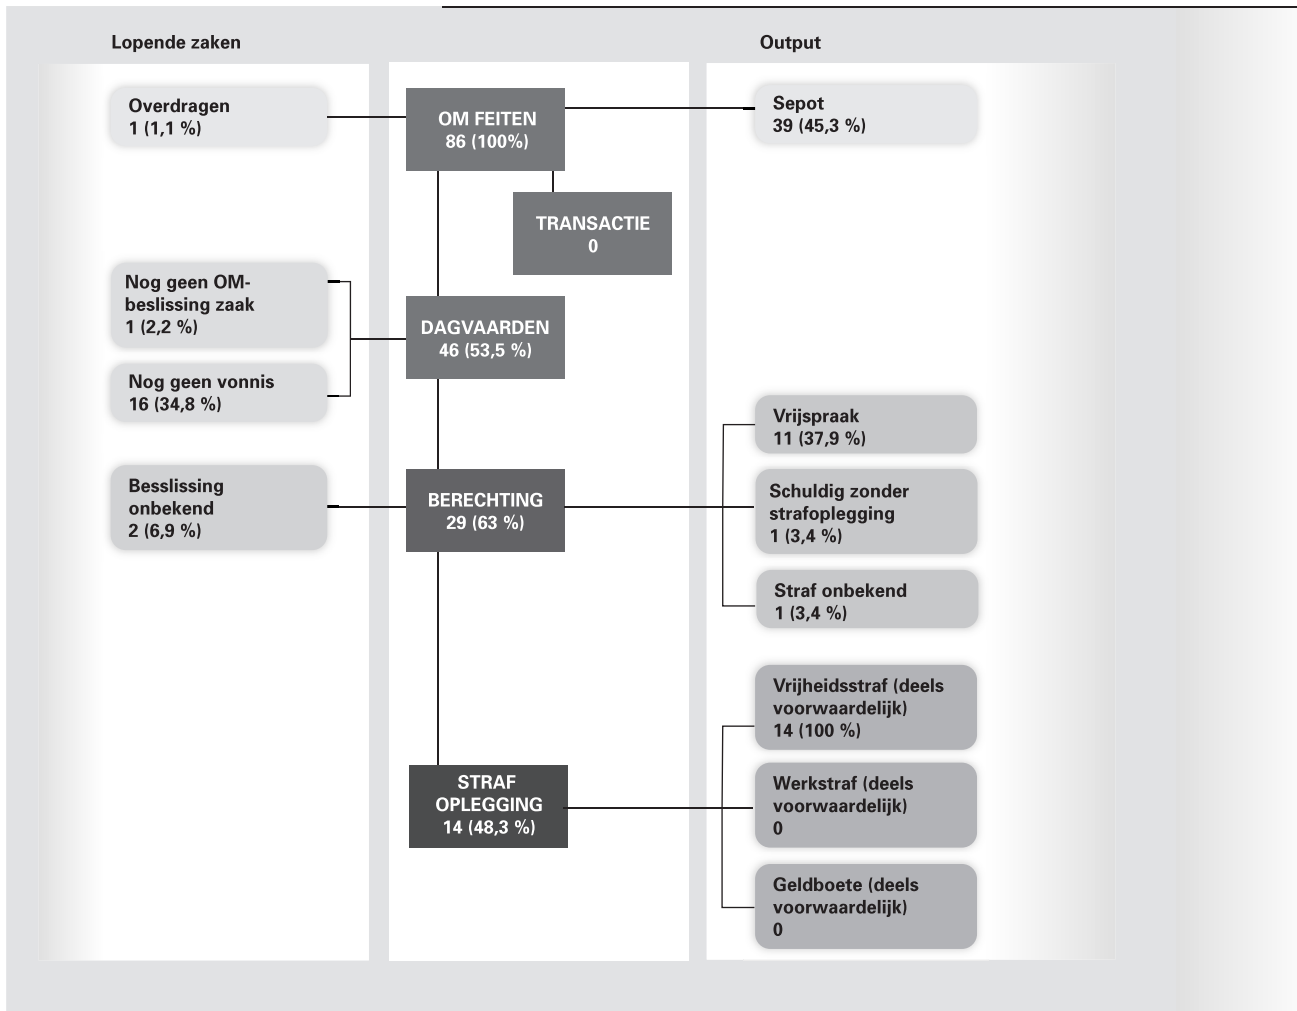 Lopende zaken
Output
Overdragen
1 (1,1 %)
OM FEITEN
86 (100%)
Sepot
39 (45,3 %)
TRANSACTIE
0
Nog geen OM-
beslissing zaak
1 (2,2 %)
DAGVAARDEN
46 (53,5 %)
Nog geen vonnis
16 (34,8 %)
Vrijspraak
11 (37,9 %)
Besslissing
onbekend
2 (6,9 %)
BERECHTING
29 (63 %)
Schuldig zonder
strafoplegging
1 (3,4 %)
Straf onbekend
1 (3,4 %)
Vrijheidsstraf (deels
voorwaardelijk)
14 (100 %)
STRAF
OPLEGGING
14 (48,3 %)
Werkstraf (deels
voorwaardelijk)
0
Geldboete (deels
voorwaardelijk)
0